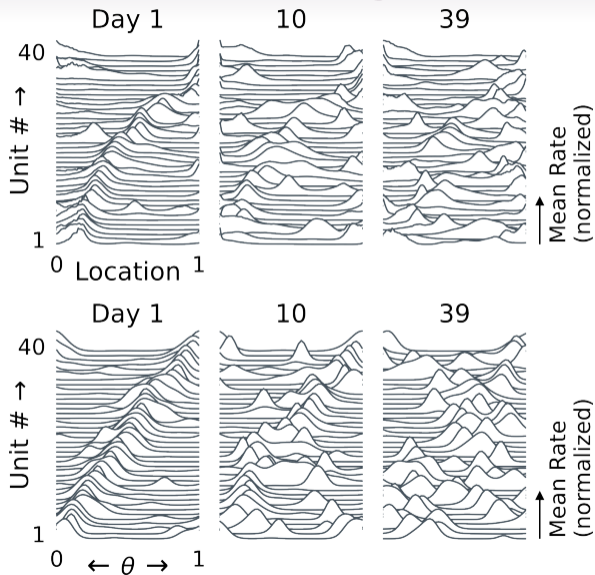 Day 1 10 39
40
Unit # →
1
0 Location 1
Mean Rate
(normalized)
Day 1 10 39
40
Unit # →
1
0 ← θ → 1
Mean Rate
(normalized)